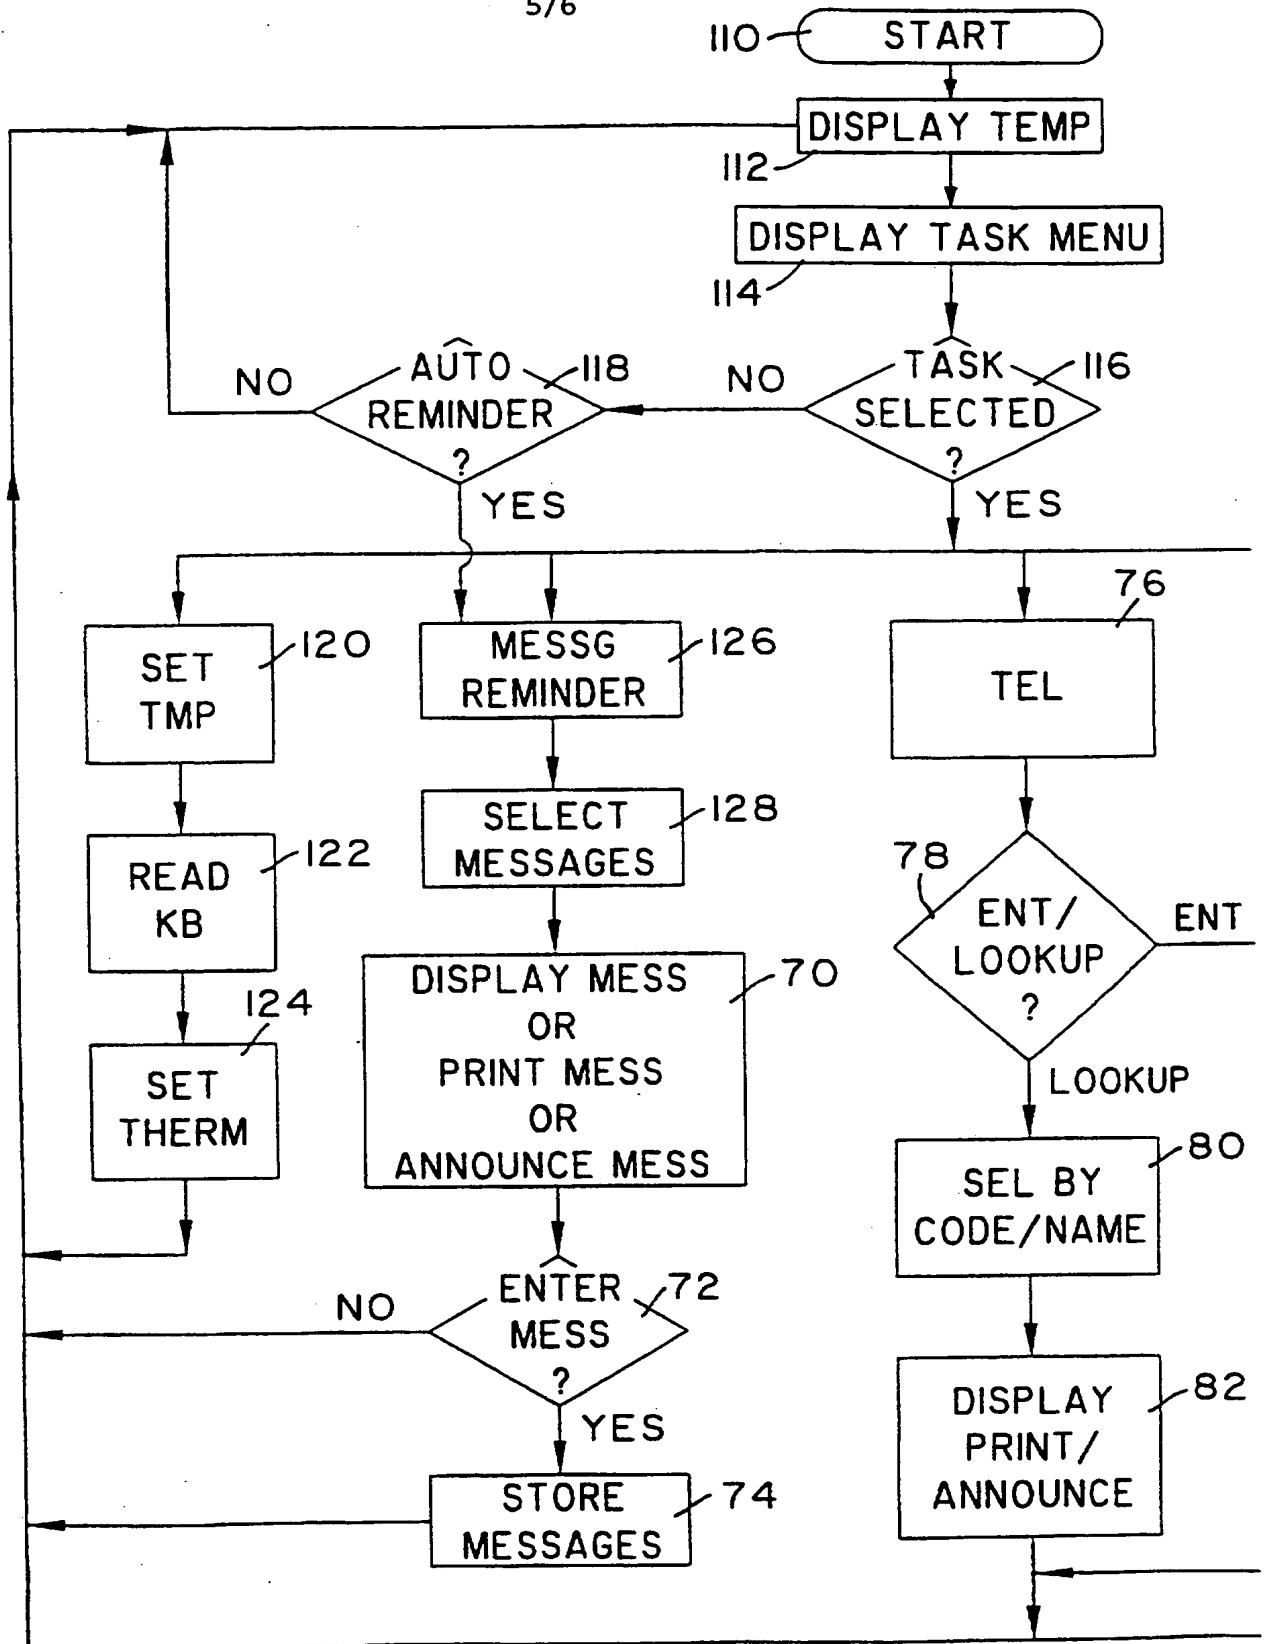 5/6
110
START
DISPLAY TEMP
112
DISPLAY TASK MENU
114
AUTO
REMINDER
?
118
NO
YES
TASK
SELECTED
?
116
NO
YES
SET
TMP
120
READ
KB
122
SET
THERM
124
MESSG
REMINDER
126
SELECT
MESSAGES
128
DISPLAY MESS
OR
PRINT MESS
OR
ANNOUNCE MESS
70
ENTER
MESS
?
72
NO
YES
STORE
MESSAGES
74
76
TEL
78
ENT/
LOOKUP
?
ENT
LOOKUP
SEL BY
CODE/NAME
80
DISPLAY
PRINT/
ANNOUNCE
82